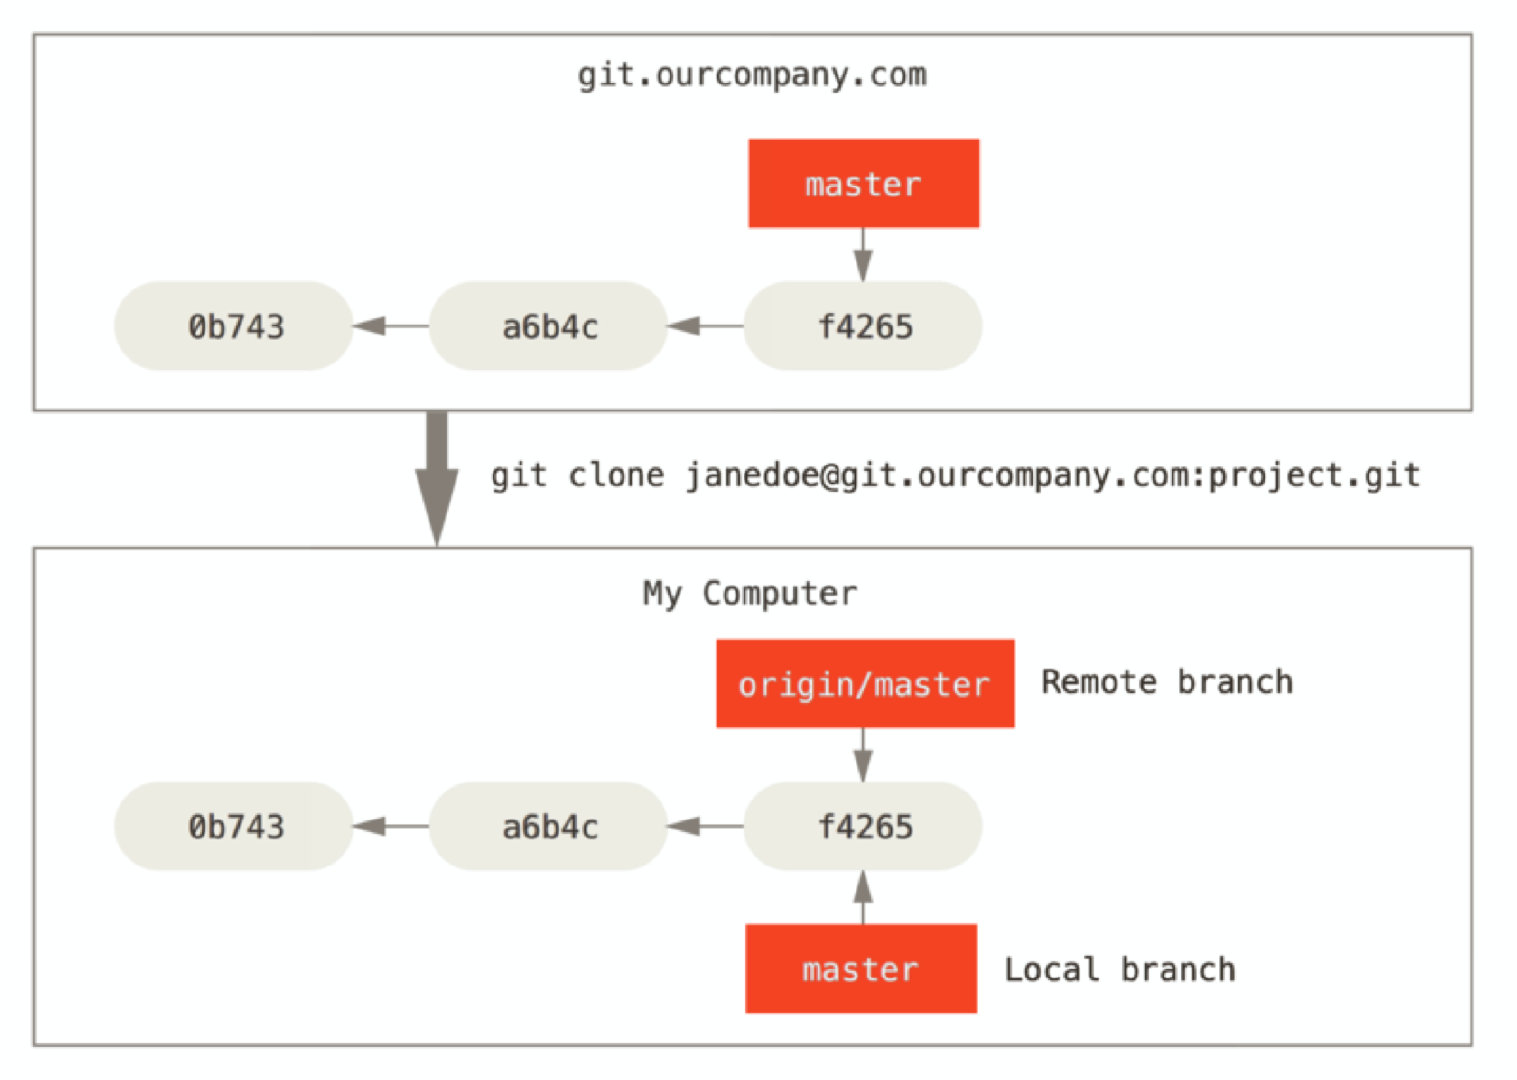 git.ourcompany.com
master
0b743 a6b4c f4265
git clone janedoe@git.ourcompany.com:project.git
My Computer
origin/master Remote branch
0b743 a6b4c f4265
master Local branch